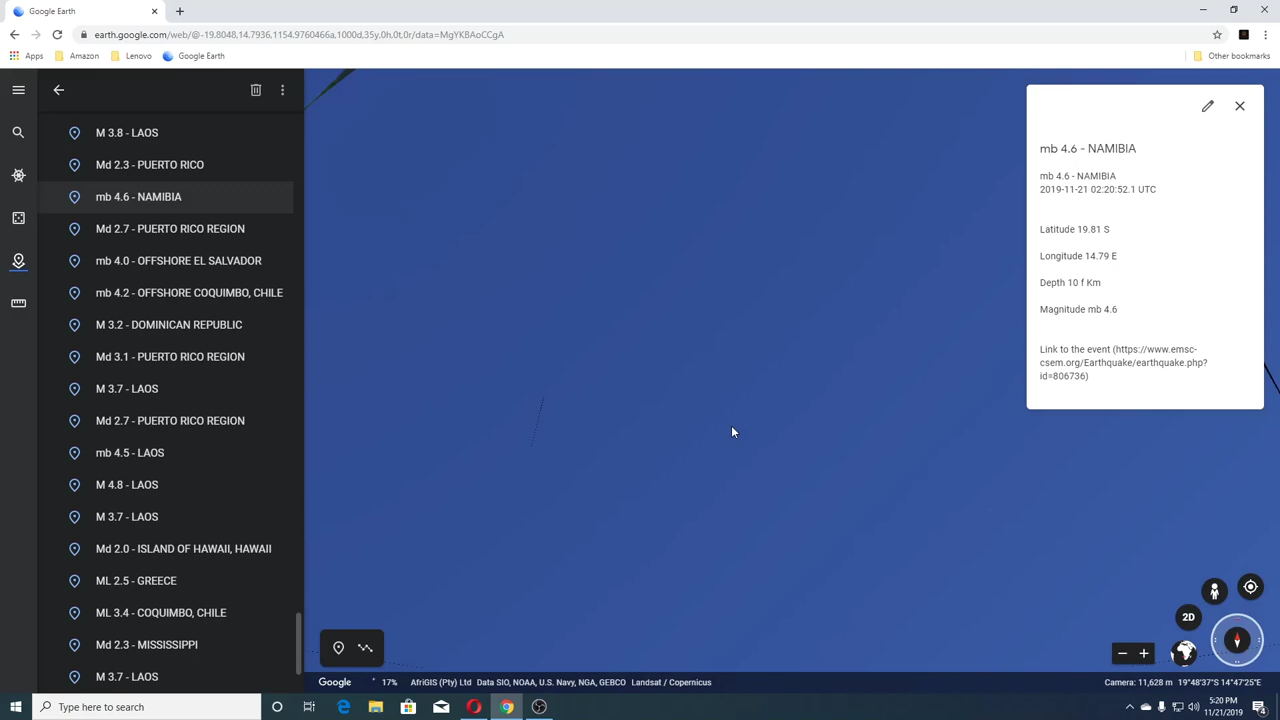 Google Earth
earth.google.com/web/@-19.8048,14.7936,1154.9760466a,1000d,35y,0h,0t,0r/data=MgYKBAoCCgA
Apps
Amazon
Lenovo
Google Earth
Other bookmarks
M 3.8 - LAOS
Md 2.3 - PUERTO RICO
mb 4.6 - NAMIBIA
Md 2.7 - PUERTO RICO REGION
mb 4.0 - OFFSHORE EL SALVADOR
mb 4.2 - OFFSHORE COQUIMBO, CHILE
M 3.2 - DOMINICAN REPUBLIC
Md 3.1 - PUERTO RICO REGION
M 3.7 - LAOS
Md 2.7 - PUERTO RICO REGION
mb 4.5 - LAOS
M 4.8 - LAOS
M 3.7 - LAOS
Md 2.0 - ISLAND OF HAWAII, HAWAII
ML 2.5 - GREECE
ML 3.4 - COQUIMBO, CHILE
Md 2.3 - MISSISSIPPI
M 3.7 - LAOS
mb 4.6 - NAMIBIA
mb 4.6 - NAMIBIA
2019-11-21 02:20:52.1 UTC
Latitude 19.81 S
Longitude 14.79 E
Depth 10 f Km
Magnitude mb 4.6
Link to the event (https://www.emsc-
csem.org/Earthquake/earthquake.php?
id=806736)
2D
Google
17%
AfriGIS (Pty) Ltd Data SIO, NOAA, U.S. Navy, NGA, GEBCO Landsat / Copernicus
Camera: 11,628 m 19°48'37"S 14°47'25"E
Type here to search
5:20 PM
11/21/2019
4